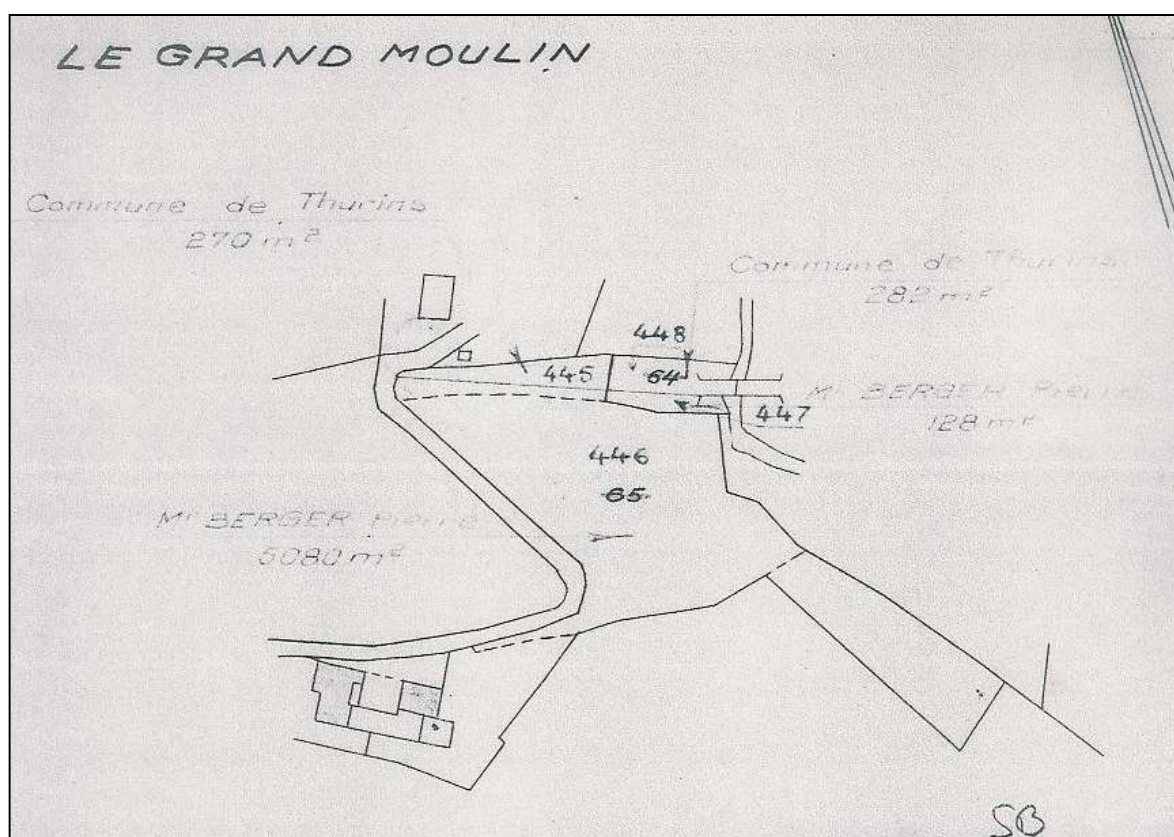 LE GRAND MOULIN
Commune de Thurins
270 m²
Commune de Thurins
282 m²
448
445
64
Mr BERGER Pierre
128 m²
447
446
65
Mr BERGER Pierre
5080 m²
SB